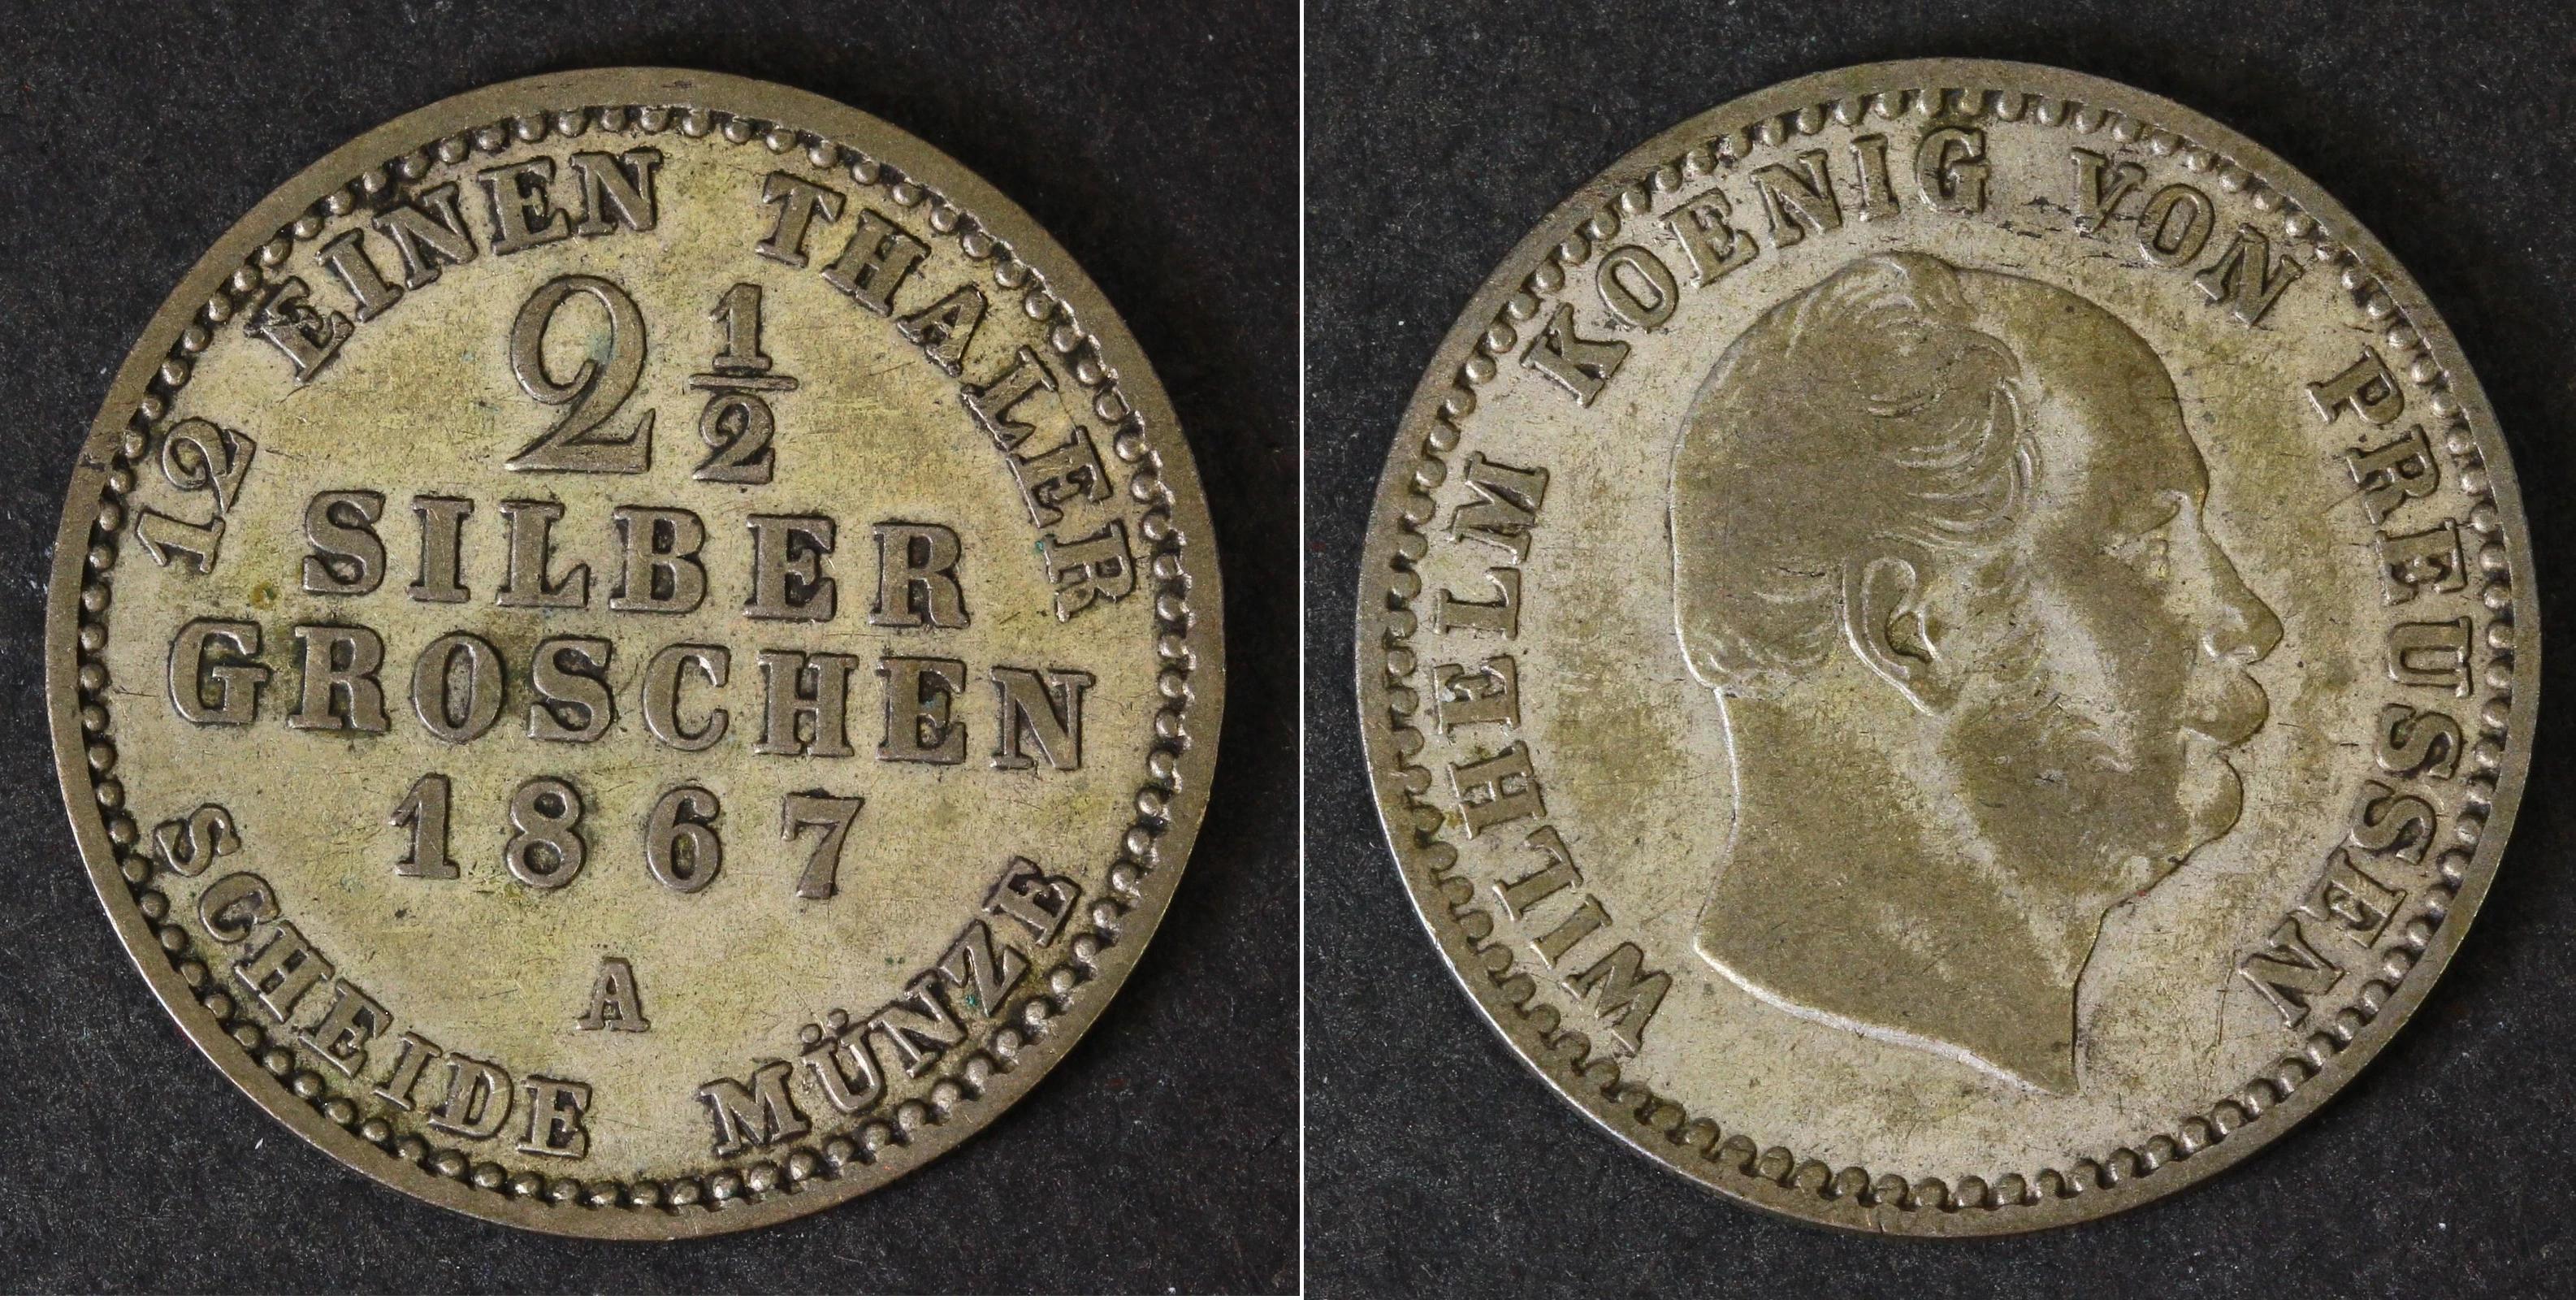 12 EINEN THALER
2 1/2
SILBER
GROSCHEN
1867
A
SCHEIDE MÜNZE
WILHELM KOENIG VON PREUSSEN